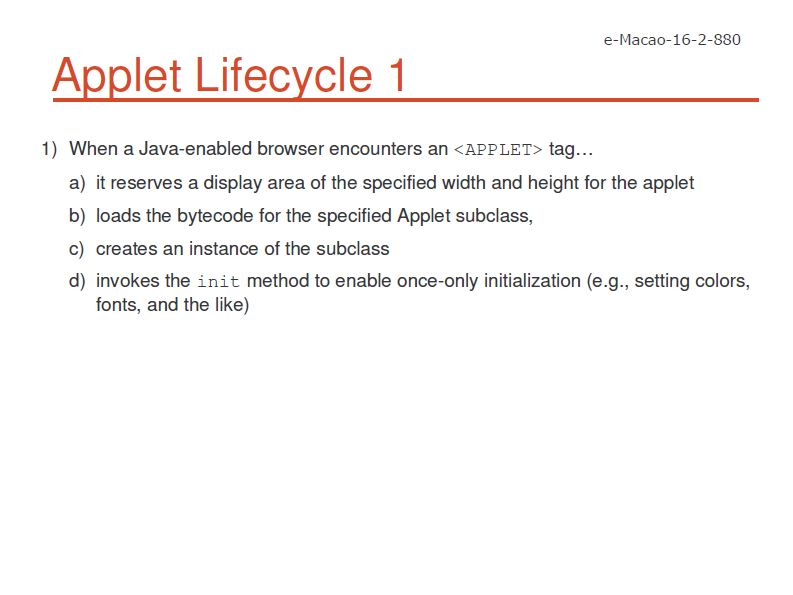 e-Macao-16-2-880
Applet Lifecycle 1
1) When a Java-enabled browser encounters an <APPLET> tag…
a) it reserves a display area of the specified width and height for the applet
b) loads the bytecode for the specified Applet subclass,
c) creates an instance of the subclass
d) invokes the init method to enable once-only initialization (e.g., setting colors,
fonts, and the like)